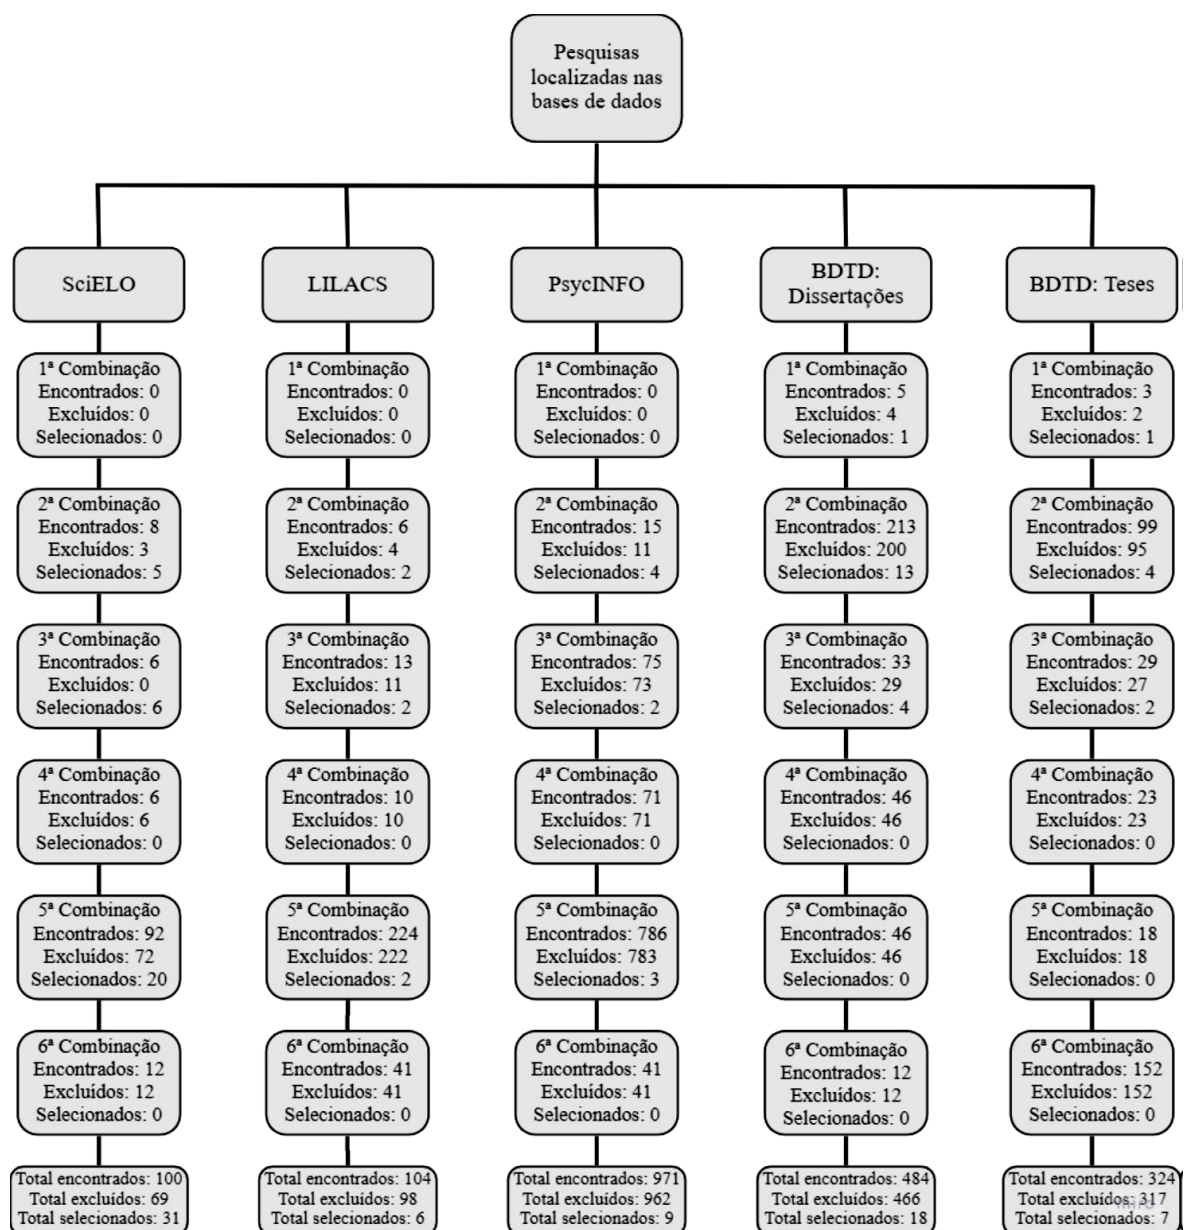 Pesquisas
localizadas nas
bases de dados
SciELO
1ª Combinação
Encontrados: 0
Excluídos: 0
Selecionados: 0
2ª Combinação
Encontrados: 8
Excluídos: 3
Selecionados: 5
3ª Combinação
Encontrados: 6
Excluídos: 0
Selecionados: 6
4ª Combinação
Encontrados: 6
Excluídos: 6
Selecionados: 0
5ª Combinação
Encontrados: 92
Excluídos: 72
Selecionados: 20
6ª Combinação
Encontrados: 12
Excluídos: 12
Selecionados: 0
Total encontrados: 100
Total excluídos: 69
Total selecionados: 31
LILACS
1ª Combinação
Encontrados: 0
Excluídos: 0
Selecionados: 0
2ª Combinação
Encontrados: 6
Excluídos: 4
Selecionados: 2
3ª Combinação
Encontrados: 13
Excluídos: 11
Selecionados: 2
4ª Combinação
Encontrados: 10
Excluídos: 10
Selecionados: 0
5ª Combinação
Encontrados: 224
Excluídos: 222
Selecionados: 2
6ª Combinação
Encontrados: 41
Excluídos: 41
Selecionados: 0
Total encontrados: 104
Total excluídos: 98
Total selecionados: 6
PsycINFO
1ª Combinação
Encontrados: 0
Excluídos: 0
Selecionados: 0
2ª Combinação
Encontrados: 15
Excluídos: 11
Selecionados: 4
3ª Combinação
Encontrados: 75
Excluídos: 73
Selecionados: 2
4ª Combinação
Encontrados: 71
Excluídos: 71
Selecionados: 0
5ª Combinação
Encontrados: 786
Excluídos: 783
Selecionados: 3
6ª Combinação
Encontrados: 41
Excluídos: 41
Selecionados: 0
Total encontrados: 971
Total excluídos: 962
Total selecionados: 9
BDTD:
Dissertações
1ª Combinação
Encontrados: 5
Excluídos: 4
Selecionados: 1
2ª Combinação
Encontrados: 213
Excluídos: 200
Selecionados: 13
3ª Combinação
Encontrados: 33
Excluídos: 29
Selecionados: 4
4ª Combinação
Encontrados: 46
Excluídos: 46
Selecionados: 0
5ª Combinação
Encontrados: 46
Excluídos: 46
Selecionados: 0
6ª Combinação
Encontrados: 12
Excluídos: 12
Selecionados: 0
Total encontrados: 484
Total excluídos: 466
Total selecionados: 18
BDTD: Teses
1ª Combinação
Encontrados: 3
Excluídos: 2
Selecionados: 1
2ª Combinação
Encontrados: 99
Excluídos: 95
Selecionados: 4
3ª Combinação
Encontrados: 29
Excluídos: 27
Selecionados: 2
4ª Combinação
Encontrados: 23
Excluídos: 23
Selecionados: 0
5ª Combinação
Encontrados: 18
Excluídos: 18
Selecionados: 0
6ª Combinação
Encontrados: 152
Excluídos: 152
Selecionados: 0
Total encontrados: 324
Total excluídos: 317
Total selecionados: 7
miro